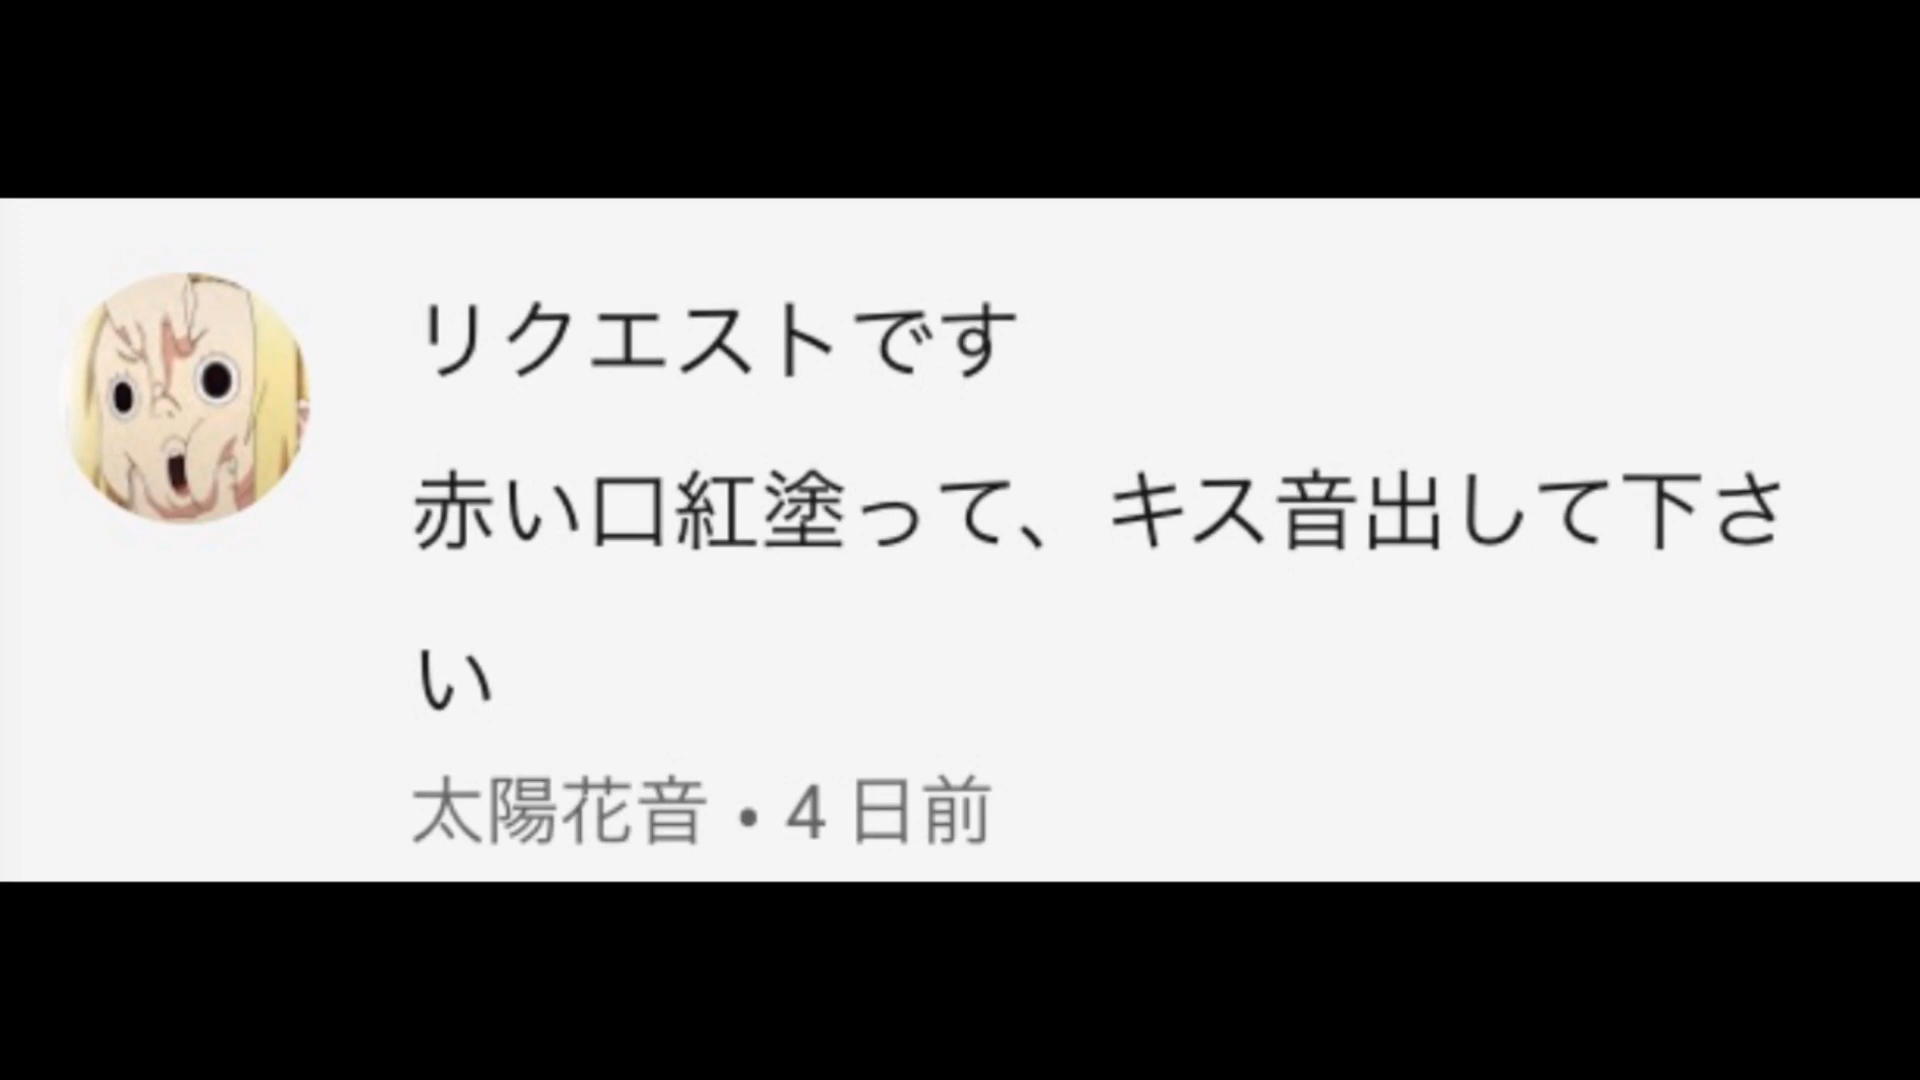 リクエストです
赤い口紅塗って、キス音出して下さ
い
太陽花音・4 日前